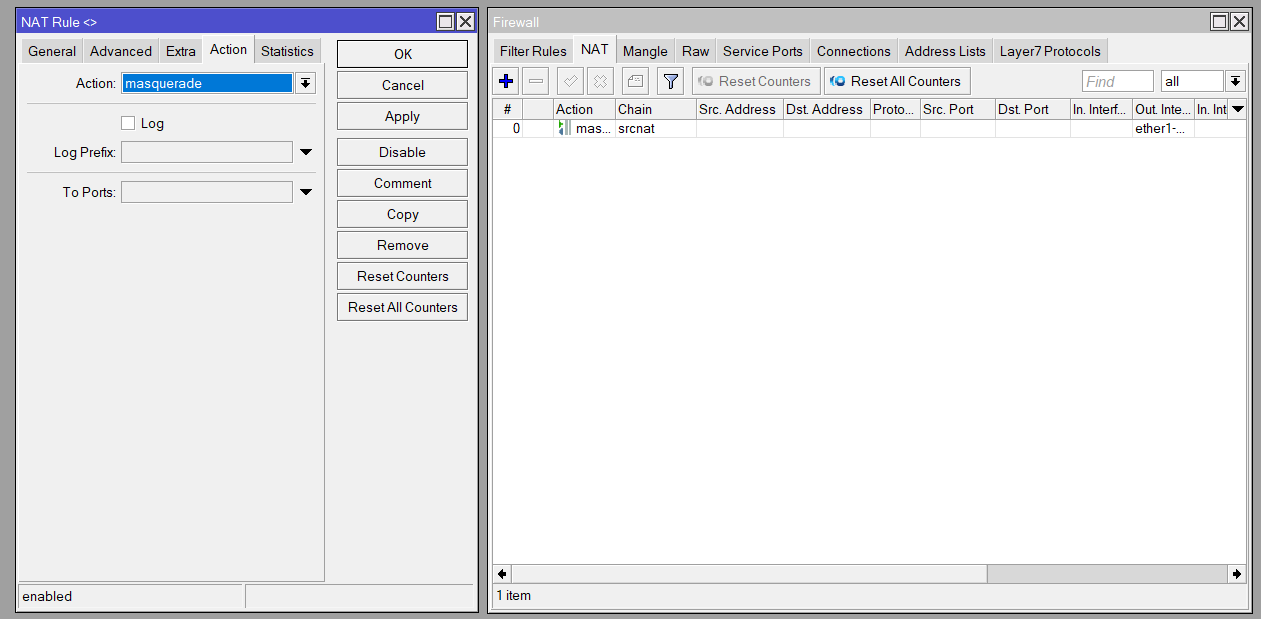 NAT Rule <>
General Advanced Extra Action Statistics
Action: masquerade
Log
Log Prefix:
To Ports:
OK
Cancel
Apply
Disable
Comment
Copy
Remove
Reset Counters
Reset All Counters
enabled
Firewall
Filter Rules NAT Mangle Raw Service Ports Connections Address Lists Layer7 Protocols
Reset Counters Reset All Counters Find all
# Action Chain Src. Address Dst. Address Proto... Src. Port Dst. Port In. Interf... Out. Inte... In. Int
0 mas... srcnat ether1-...
1 item